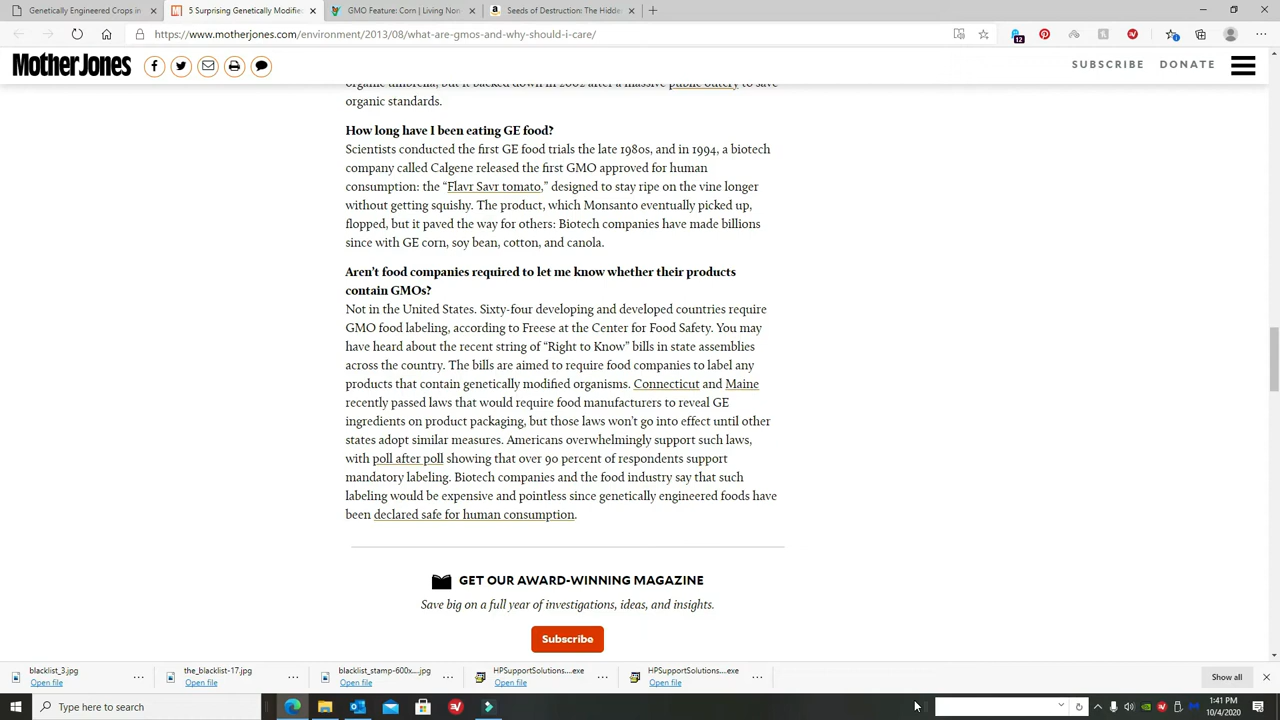 Genetically Engineered Crops in
5 Surprising Genetically Modifie
GMO Feature: Corn | Living Non
Seeds of Destruction: The Hidde
https://www.motherjones.com/environment/2013/08/what-are-gmos-and-why-should-i-care/
12
Mother Jones
SUBSCRIBE
DONATE
organic umbrella, but it backed down in 2002 after a massive public outcry to save
organic standards.
How long have I been eating GE food?
Scientists conducted the first GE food trials the late 1980s, and in 1994, a biotech
company called Calgene released the first GMO approved for human
consumption: the “Flavr Savr tomato,” designed to stay ripe on the vine longer
without getting squishy. The product, which Monsanto eventually picked up,
flopped, but it paved the way for others: Biotech companies have made billions
since with GE corn, soy bean, cotton, and canola.
Aren’t food companies required to let me know whether their products
contain GMOs?
Not in the United States. Sixty-four developing and developed countries require
GMO food labeling, according to Freese at the Center for Food Safety. You may
have heard about the recent string of “Right to Know” bills in state assemblies
across the country. The bills are aimed to require food companies to label any
products that contain genetically modified organisms. Connecticut and Maine
recently passed laws that would require food manufacturers to reveal GE
ingredients on product packaging, but those laws won’t go into effect until other
states adopt similar measures. Americans overwhelmingly support such laws,
with poll after poll showing that over 90 percent of respondents support
mandatory labeling. Biotech companies and the food industry say that such
labeling would be expensive and pointless since genetically engineered foods have
been declared safe for human consumption.
GET OUR AWARD-WINNING MAGAZINE
Save big on a full year of investigations, ideas, and insights.
Subscribe
blacklist_3.jpg
Open file
the_blacklist-17.jpg
Open file
blacklist_stamp-600x....jpg
Open file
HPSupportSolutions....exe
Open file
HPSupportSolutions....exe
Open file
Show all
Type here to search
1:41 PM
10/4/2020